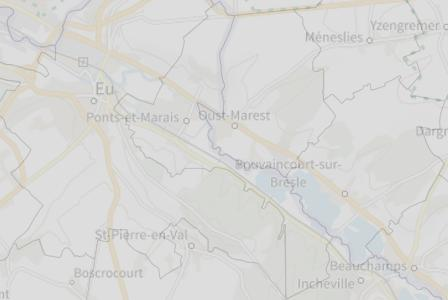 Yzengremer
Méneslies
Eu
Ponts-et-Marais
Oust-Marest
Dargn
Bouvaincourt-sur-
Bresle
St-Pierre-en-Val
Beauchamps
Boscrocourt
Incheville
nt